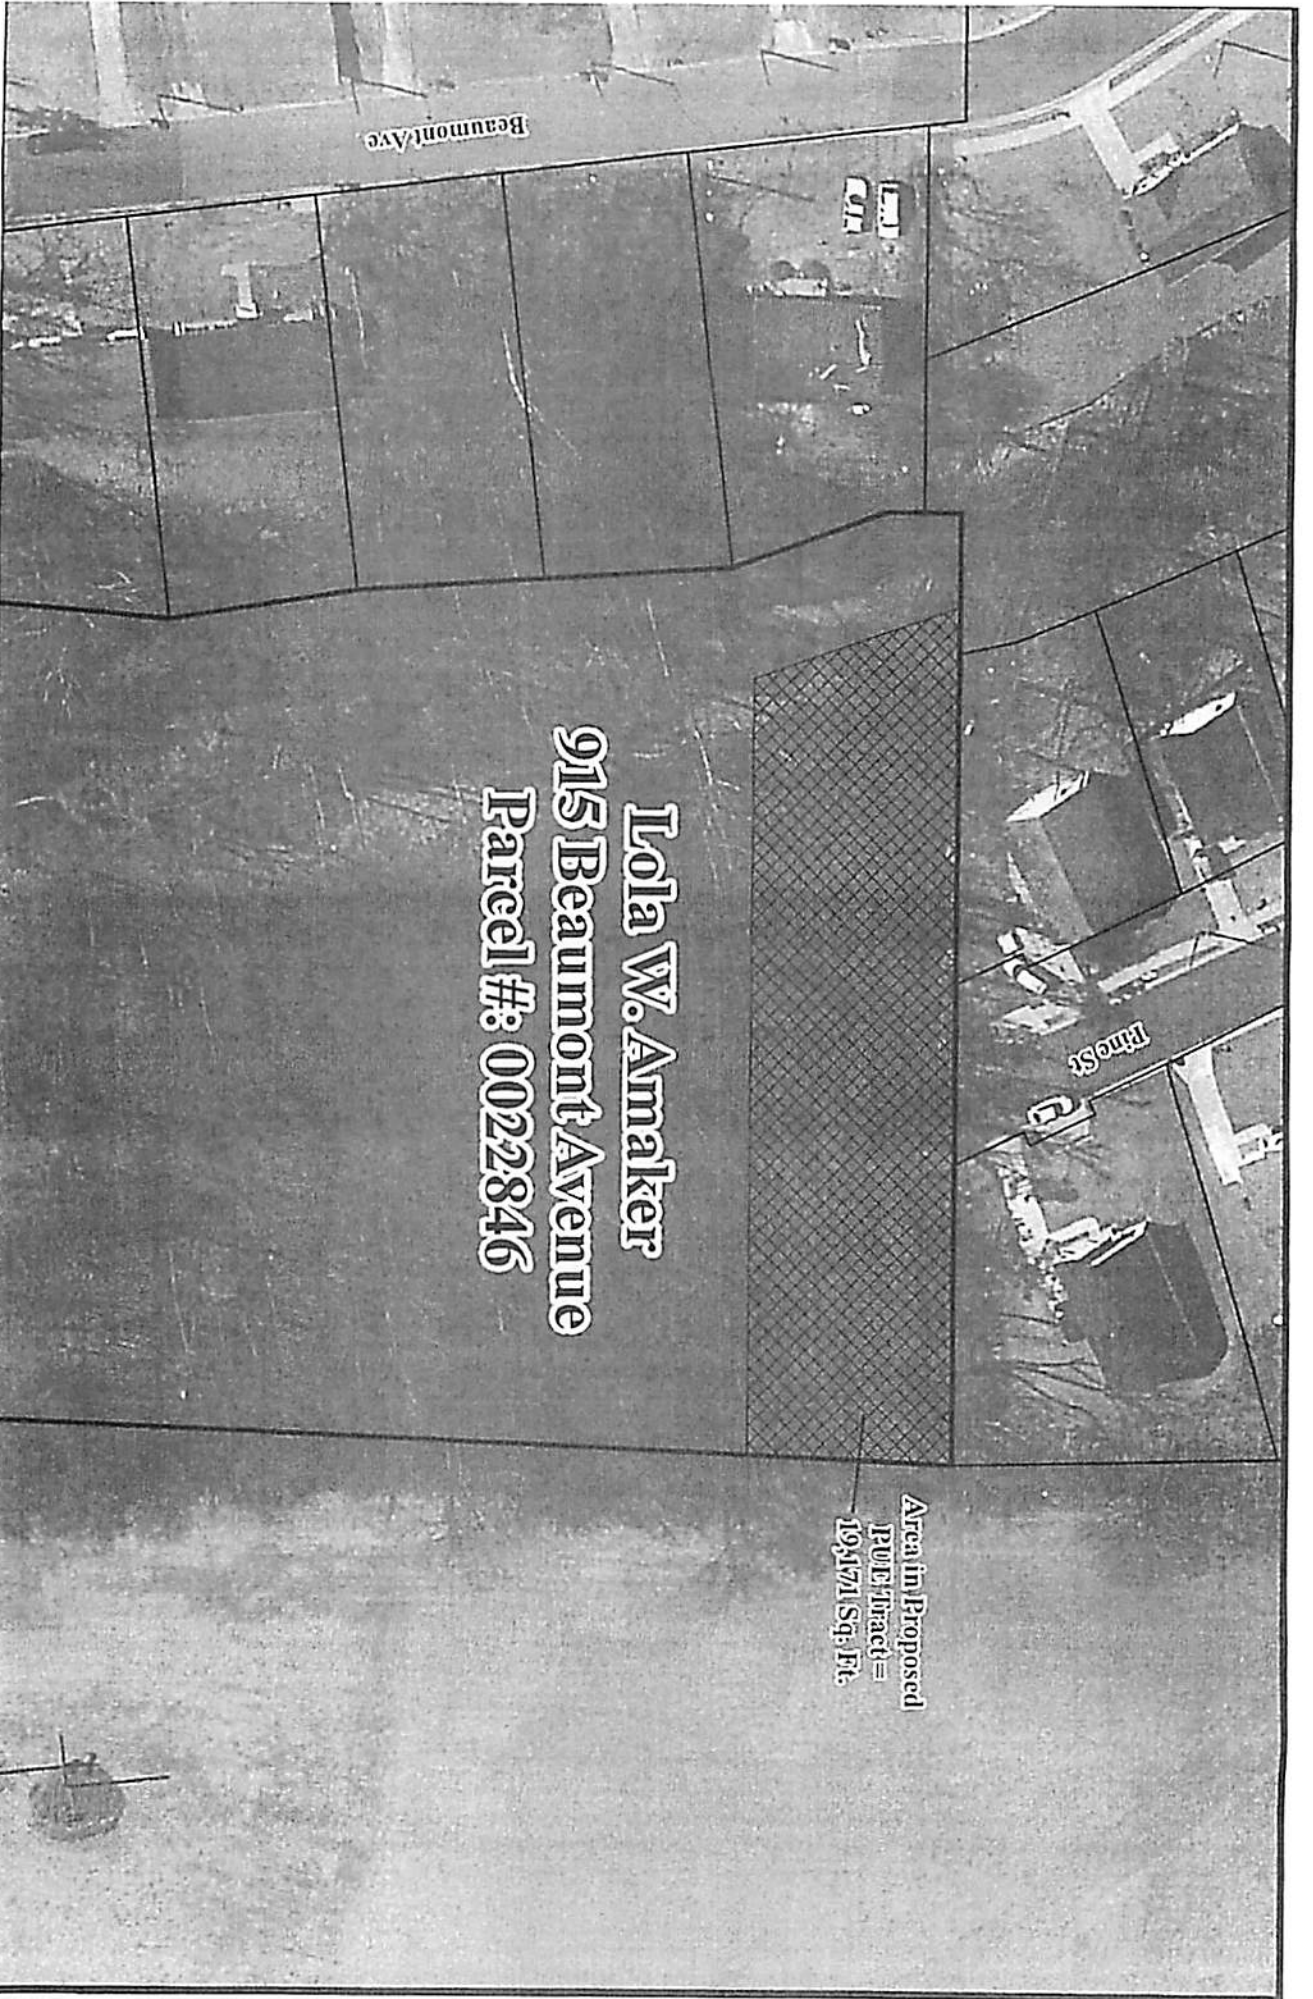 Beaumont Ave
Pine St
Lola W. Amaker
915 Beaumont Avenue
Parcel #: 0022846
Area in Proposed
PUE Tract =
19,171 Sq. Ft.